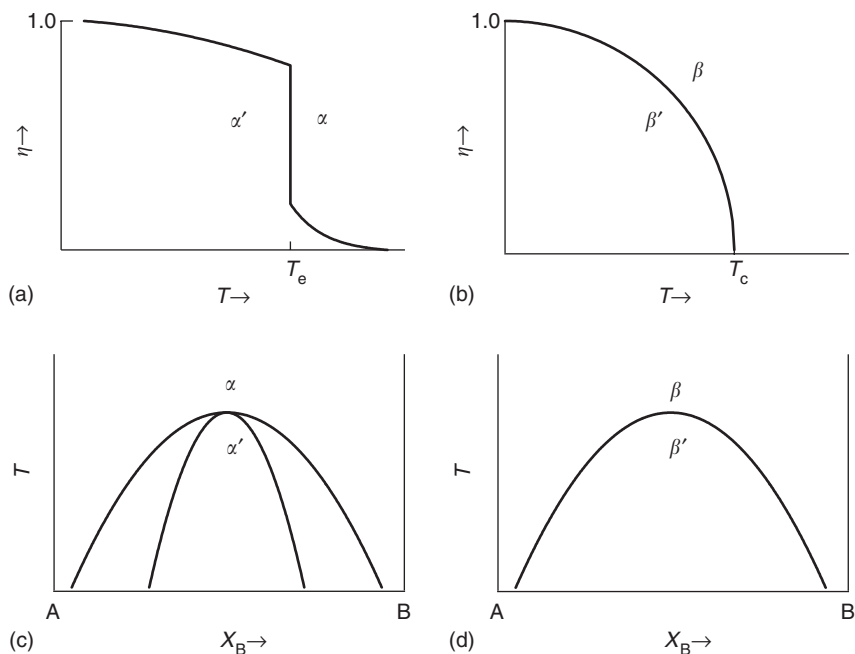 1.0
η→
α′ α
T_e
T→
(a)
1.0
η→
β
β′
T_c
T→
(b)
T
α
α′
A B
X_B→
(c)
T
β
β′
A B
X_B→
(d)